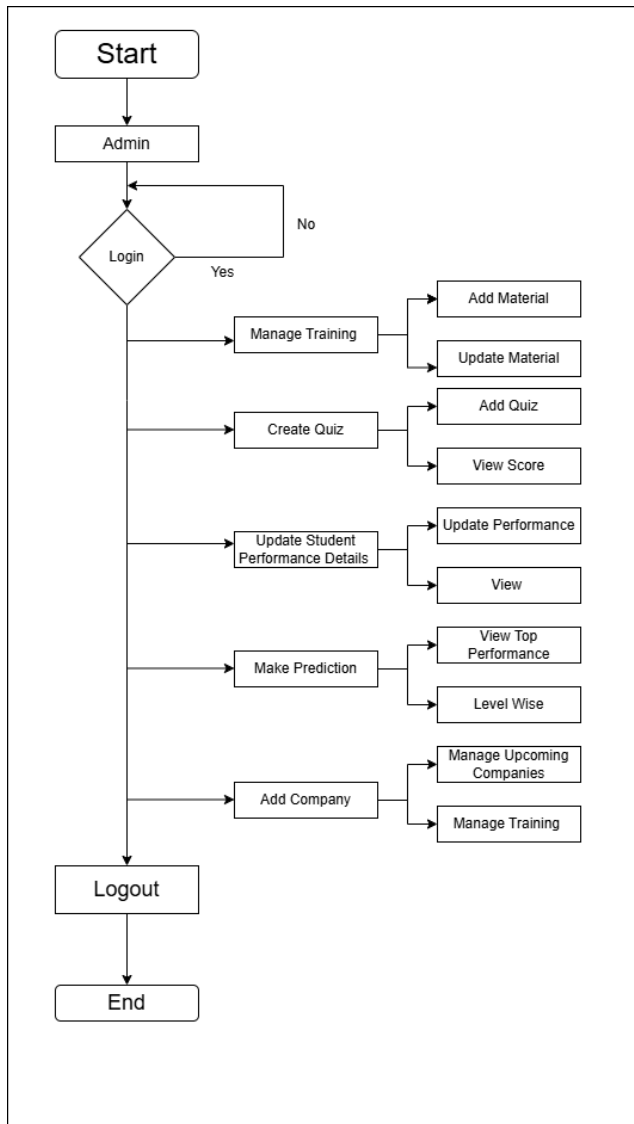 Start
Admin
No
Login
Yes
Add Material
Manage Training
Update Material
Add Quiz
Create Quiz
View Score
Update Performance
Update Student
Performance Details
View
View Top
Performance
Make Prediction
Level Wise
Manage Upcoming
Companies
Add Company
Manage Training
Logout
End